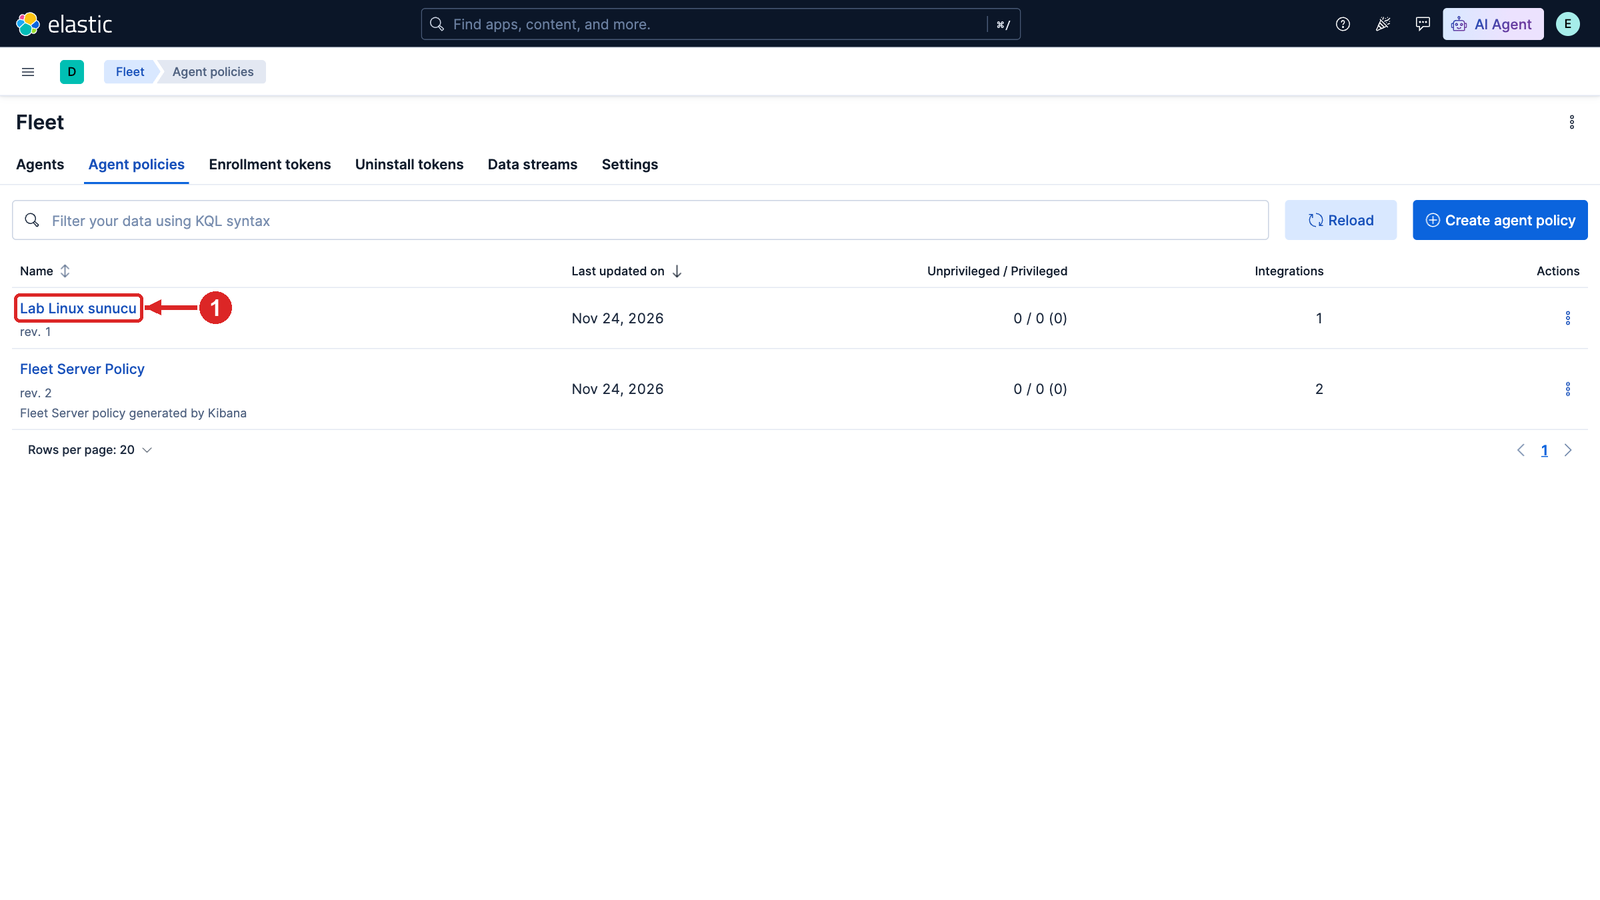 elastic
Find apps, content, and more.
⌘/
AI Agent
E
D
Fleet
Agent policies
Fleet
Agents
Agent policies
Enrollment tokens
Uninstall tokens
Data streams
Settings
Filter your data using KQL syntax
Reload
Create agent policy
Name
Last updated on
Unprivileged / Privileged
Integrations
Actions
Lab Linux sunucu
1
rev. 1
Nov 24, 2026
0 / 0 (0)
1
Fleet Server Policy
rev. 2
Fleet Server policy generated by Kibana
Nov 24, 2026
0 / 0 (0)
2
Rows per page: 20
1